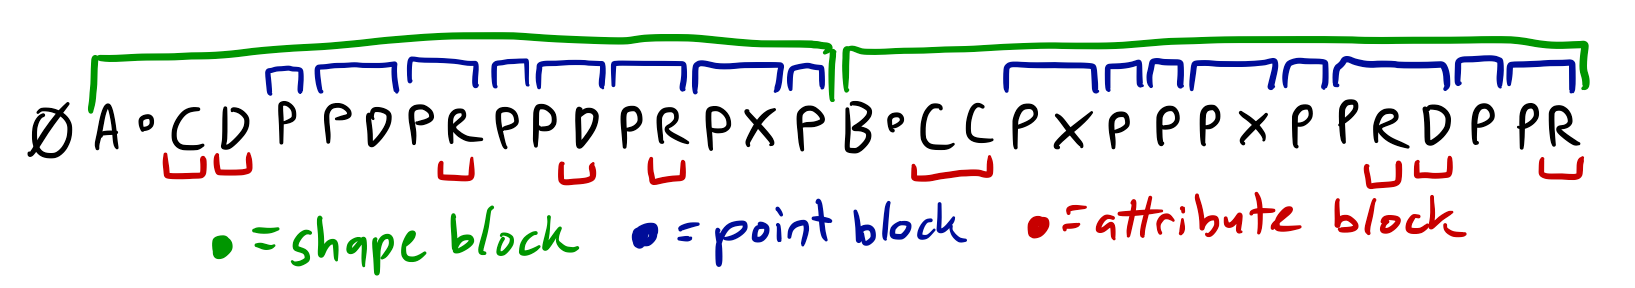 Ø A ∘ C D P P D P R P P D P R P X P B ∘ C C P X P P P X P P R D P P R
● = shape block ● = point block ● = attribute block